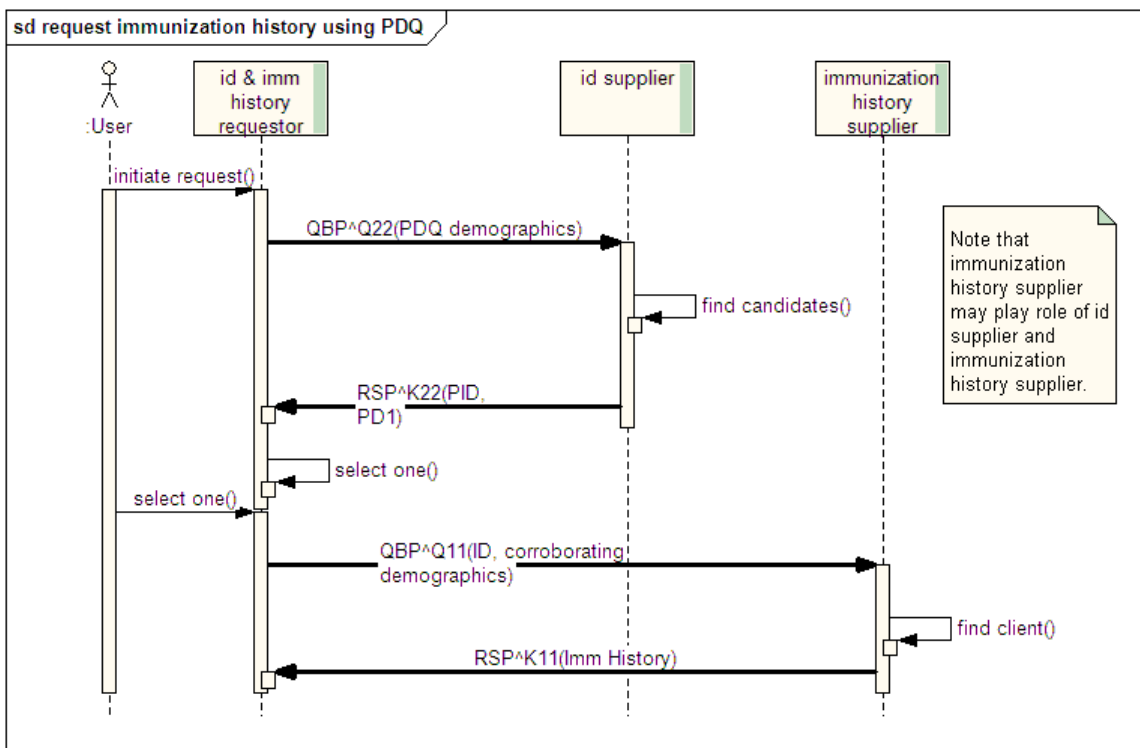 sd request immunization history using PDQ
:User
id & imm
history
requestor
id supplier
immunization
history
supplier
initiate request()
QBP^Q22(PDQ demographics)
Note that
immunization
history supplier
may play role of id
supplier and
immunization
history supplier.
find candidates()
RSP^K22(PID,
PD1)
select one()
select one()
QBP^Q11(ID, corroborating
demographics)
find client()
RSP^K11(Imm History)